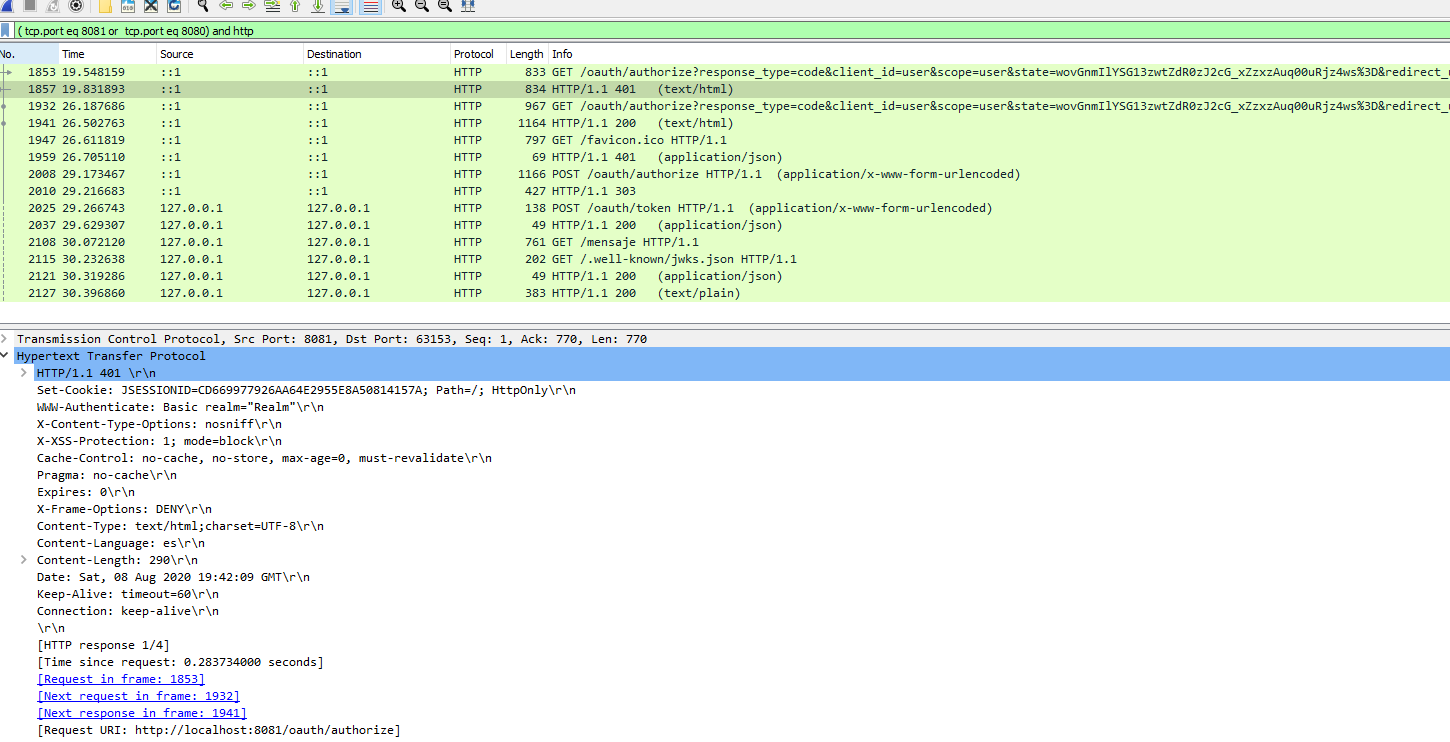 ( tcp.port eq 8081 or  tcp.port eq 8080) and http
No. Time Source Destination Protocol Length Info
1853 19.548159 ::1 ::1 HTTP 833 GET /oauth/authorize?response_type=code&client_id=user&scope=user&state=wovGnmIlYSG13zwtZdR0zJ2cG_xZzxzAuq00uRjz4ws%3D&redirect_u
1857 19.831893 ::1 ::1 HTTP 834 HTTP/1.1 401   (text/html)
1932 26.187686 ::1 ::1 HTTP 967 GET /oauth/authorize?response_type=code&client_id=user&scope=user&state=wovGnmIlYSG13zwtZdR0zJ2cG_xZzxzAuq00uRjz4ws%3D&redirect_u
1941 26.502763 ::1 ::1 HTTP 1164 HTTP/1.1 200   (text/html)
1947 26.611819 ::1 ::1 HTTP 797 GET /favicon.ico HTTP/1.1
1959 26.705110 ::1 ::1 HTTP 69 HTTP/1.1 401   (application/json)
2008 29.173467 ::1 ::1 HTTP 1166 POST /oauth/authorize HTTP/1.1  (application/x-www-form-urlencoded)
2010 29.216683 ::1 ::1 HTTP 427 HTTP/1.1 303
2025 29.266743 127.0.0.1 127.0.0.1 HTTP 138 POST /oauth/token HTTP/1.1  (application/x-www-form-urlencoded)
2037 29.629307 127.0.0.1 127.0.0.1 HTTP 49 HTTP/1.1 200   (application/json)
2108 30.072120 127.0.0.1 127.0.0.1 HTTP 761 GET /mensaje HTTP/1.1
2115 30.232638 127.0.0.1 127.0.0.1 HTTP 202 GET /.well-known/jwks.json HTTP/1.1
2121 30.319286 127.0.0.1 127.0.0.1 HTTP 49 HTTP/1.1 200   (application/json)
2127 30.396860 127.0.0.1 127.0.0.1 HTTP 383 HTTP/1.1 200   (text/plain)
Transmission Control Protocol, Src Port: 8081, Dst Port: 63153, Seq: 1, Ack: 770, Len: 770
Hypertext Transfer Protocol
HTTP/1.1 401 \r\n
Set-Cookie: JSESSIONID=CD669977926AA64E2955E8A50814157A; Path=/; HttpOnly\r\n
WWW-Authenticate: Basic realm="Realm"\r\n
X-Content-Type-Options: nosniff\r\n
X-XSS-Protection: 1; mode=block\r\n
Cache-Control: no-cache, no-store, max-age=0, must-revalidate\r\n
Pragma: no-cache\r\n
Expires: 0\r\n
X-Frame-Options: DENY\r\n
Content-Type: text/html;charset=UTF-8\r\n
Content-Language: es\r\n
Content-Length: 290\r\n
Date: Sat, 08 Aug 2020 19:42:09 GMT\r\n
Keep-Alive: timeout=60\r\n
Connection: keep-alive\r\n
\r\n
[HTTP response 1/4]
[Time since request: 0.283734000 seconds]
[Request in frame: 1853]
[Next request in frame: 1932]
[Next response in frame: 1941]
[Request URI: http://localhost:8081/oauth/authorize]